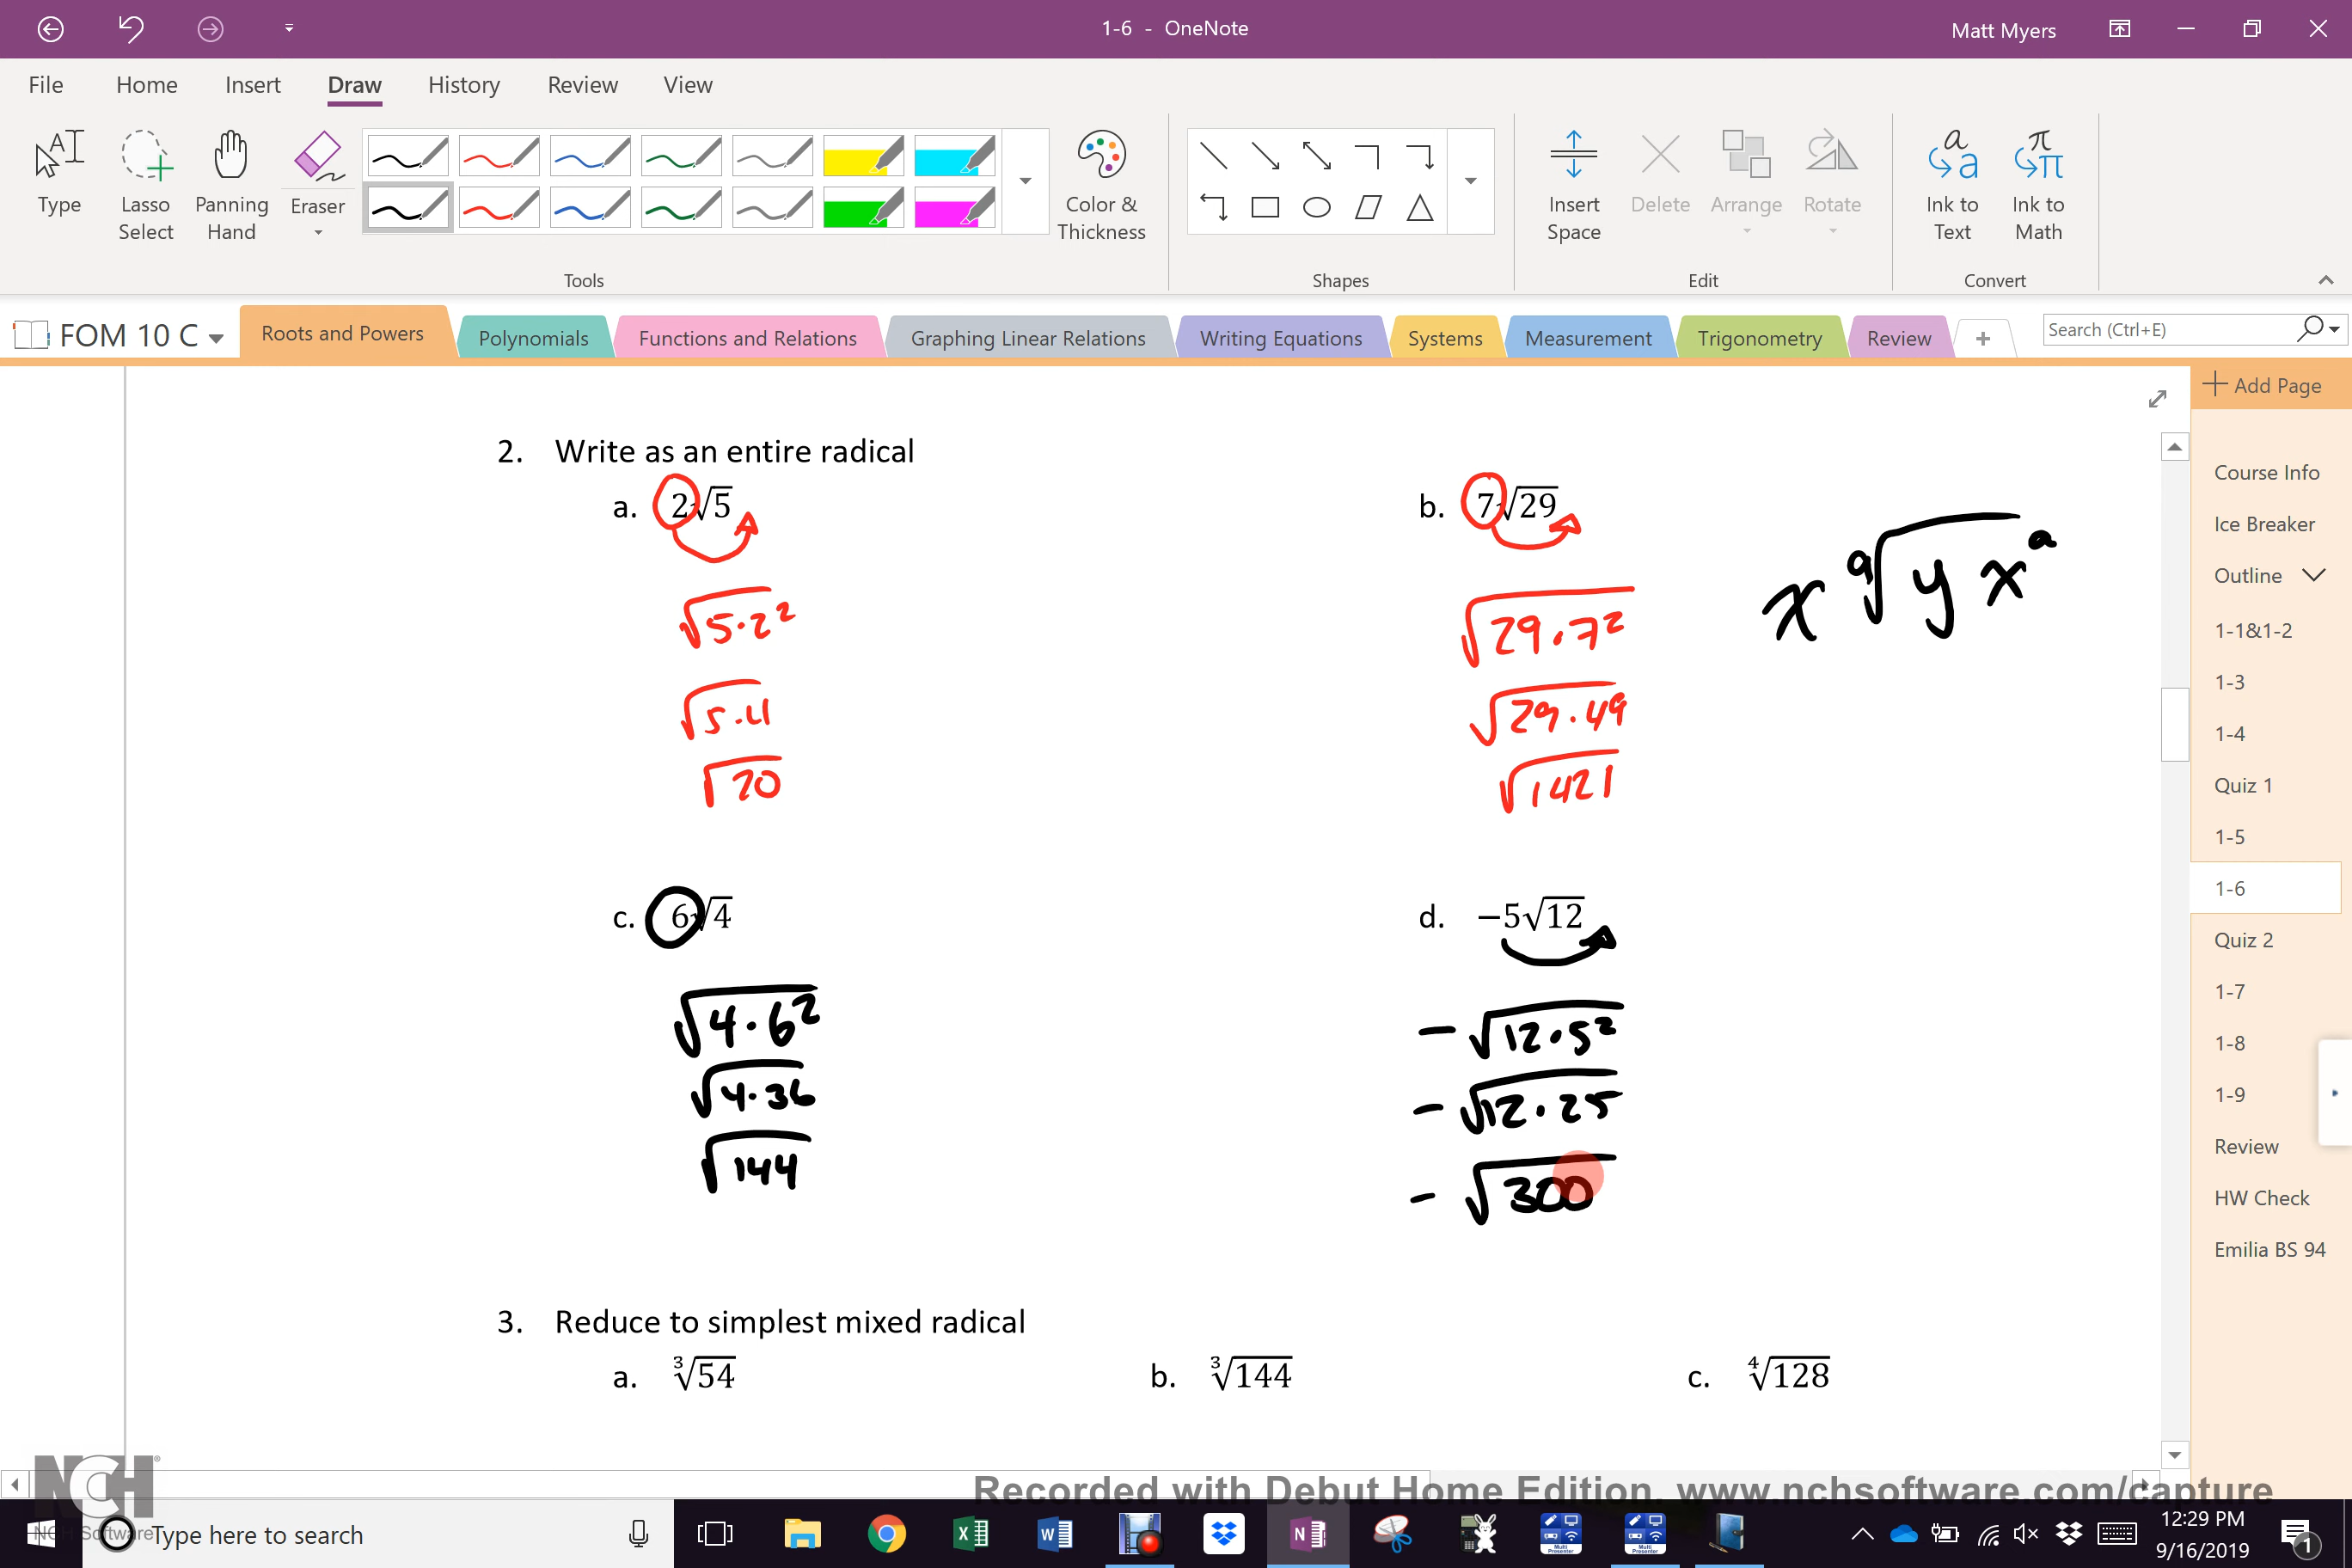 1-6 - OneNote
Matt Myers
File Home Insert Draw History Review View
Type
Lasso Select
Panning Hand
Eraser
Color & Thickness
Insert Space
Delete
Arrange
Rotate
Ink to Text
Ink to Math
Tools Shapes Edit Convert
FOM 10 C Roots and Powers Polynomials Functions and Relations Graphing Linear Relations Writing Equations Systems Measurement Trigonometry Review + Search (Ctrl+E)
2. Write as an entire radical
a. 2√5
√5·2²
√5·4
√20
b. 7√29
√29·7²
√29·49
√1421
x ᵃ√y xᵃ
c. 6√4
√4·6²
√4·36
√144
d. −5√12
-√12·5²
-√12·25
-√300
3. Reduce to simplest mixed radical
a. ³√54 b. ³√144 c. ⁴√128
Add Page
Course Info
Ice Breaker
Outline
1-1&1-2
1-3
1-4
Quiz 1
1-5
1-6
Quiz 2
1-7
1-8
1-9
Review
HW Check
Emilia BS 94
NCH®
NCH Software
Recorded with Debut Home Edition. www.nchsoftware.com/capture
Type here to search
12:29 PM
9/16/2019
1